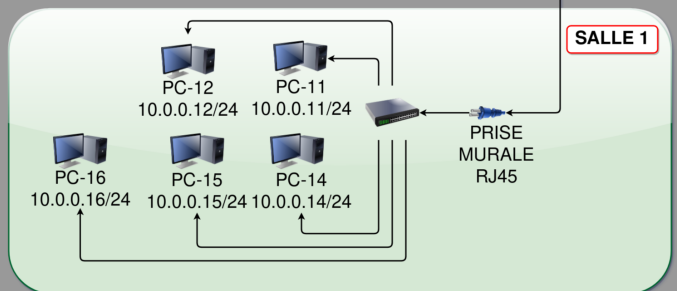 SALLE 1
PC-12
10.0.0.12/24
PC-11
10.0.0.11/24
PRISE
MURALE
RJ45
PC-16
10.0.0.16/24
PC-15
10.0.0.15/24
PC-14
10.0.0.14/24